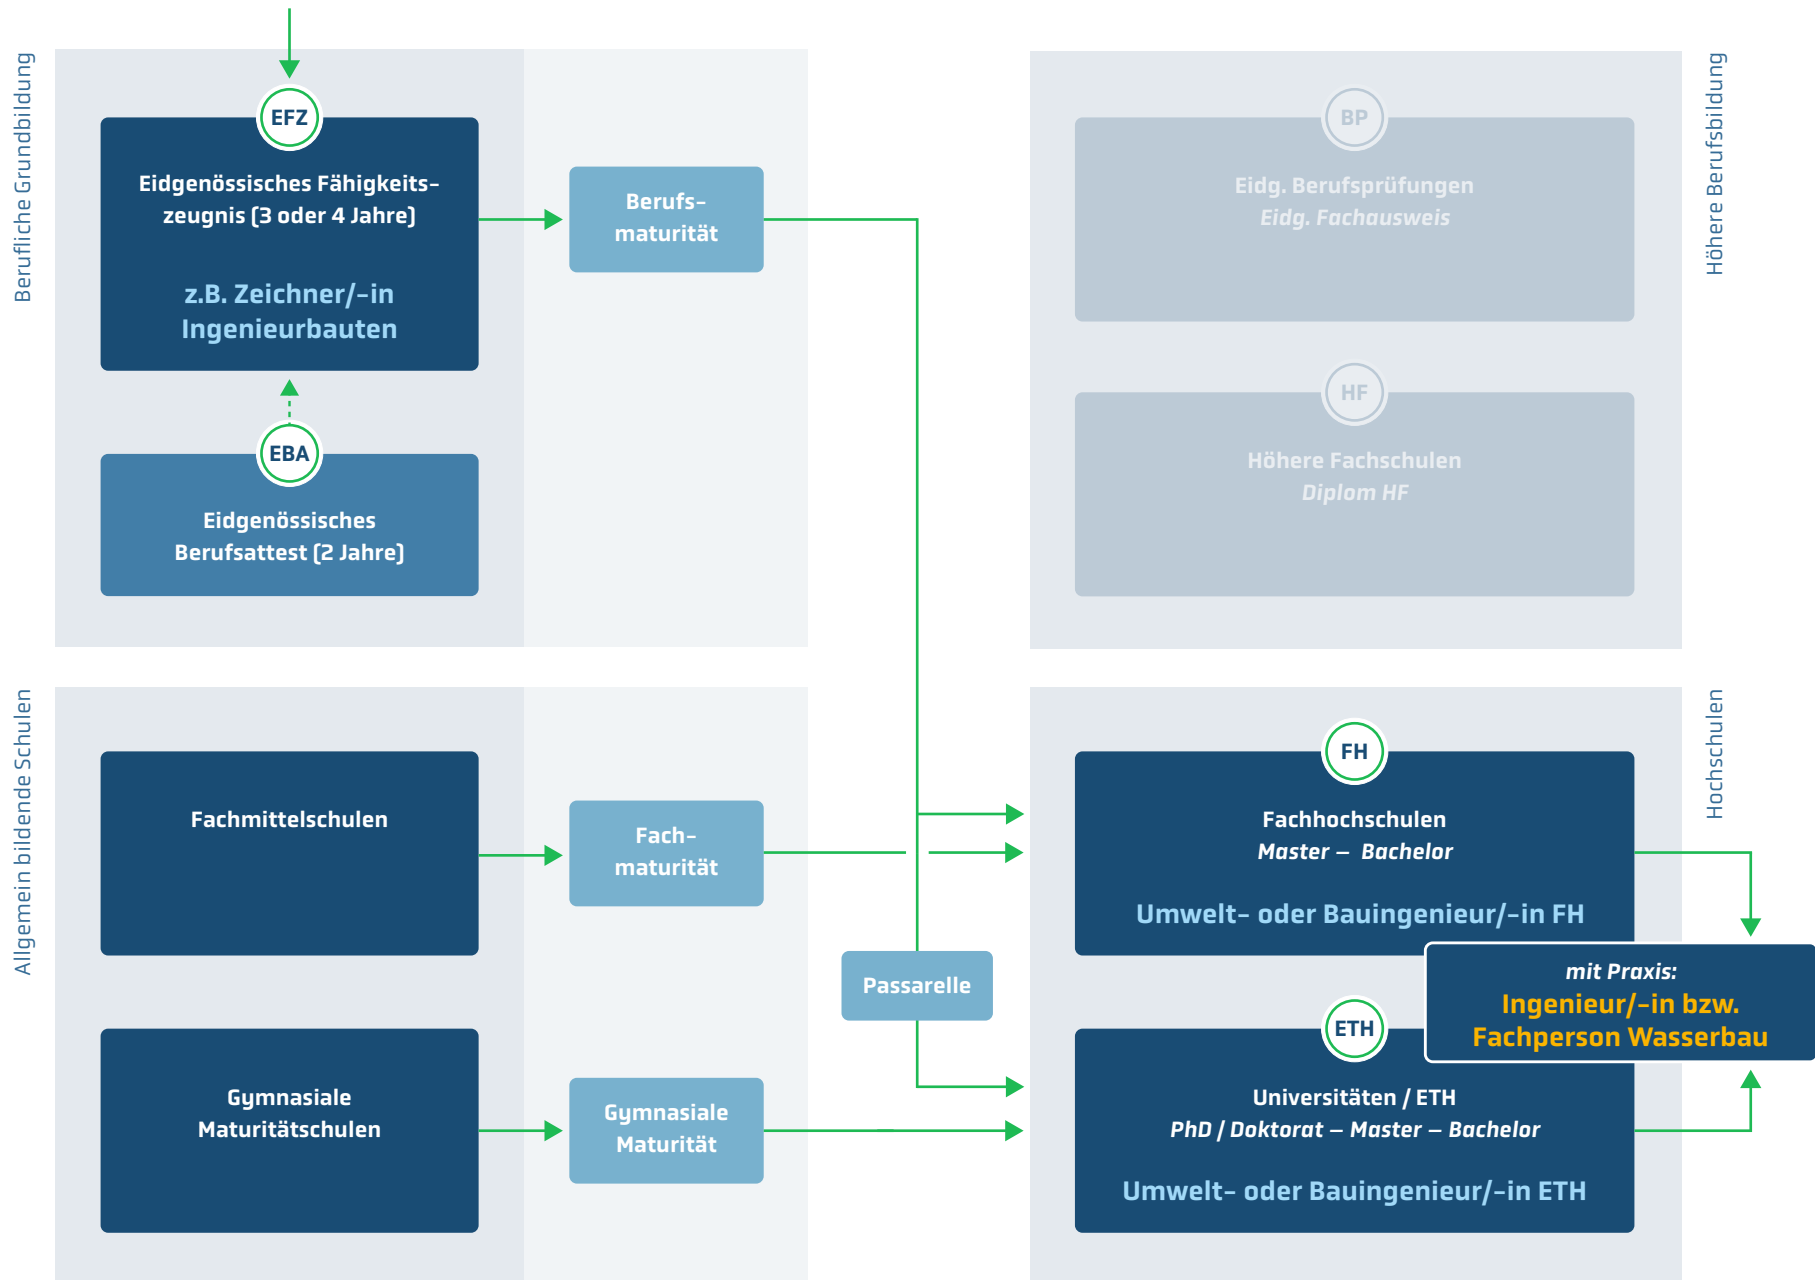 Berufliche Grundbildung
EFZ
Eidgenössisches Fähigkeits-
zeugnis (3 oder 4 Jahre)
z.B. Zeichner/-in
Ingenieurbauten
EBA
Eidgenössisches
Berufsattest (2 Jahre)
Berufs-
maturität
Höhere Berufsbildung
BP
Eidg. Berufsprüfungen
Eidg. Fachausweis
HF
Höhere Fachschulen
Diplom HF
Allgemein bildende Schulen
Fachmittelschulen
Fach-
maturität
Gymnasiale
Maturitätschulen
Gymnasiale
Maturität
Passarelle
Hochschulen
FH
Fachhochschulen
Master – Bachelor
Umwelt- oder Bauingenieur/-in FH
mit Praxis:
Ingenieur/-in bzw.
Fachperson Wasserbau
ETH
Universitäten / ETH
PhD / Doktorat – Master – Bachelor
Umwelt- oder Bauingenieur/-in ETH